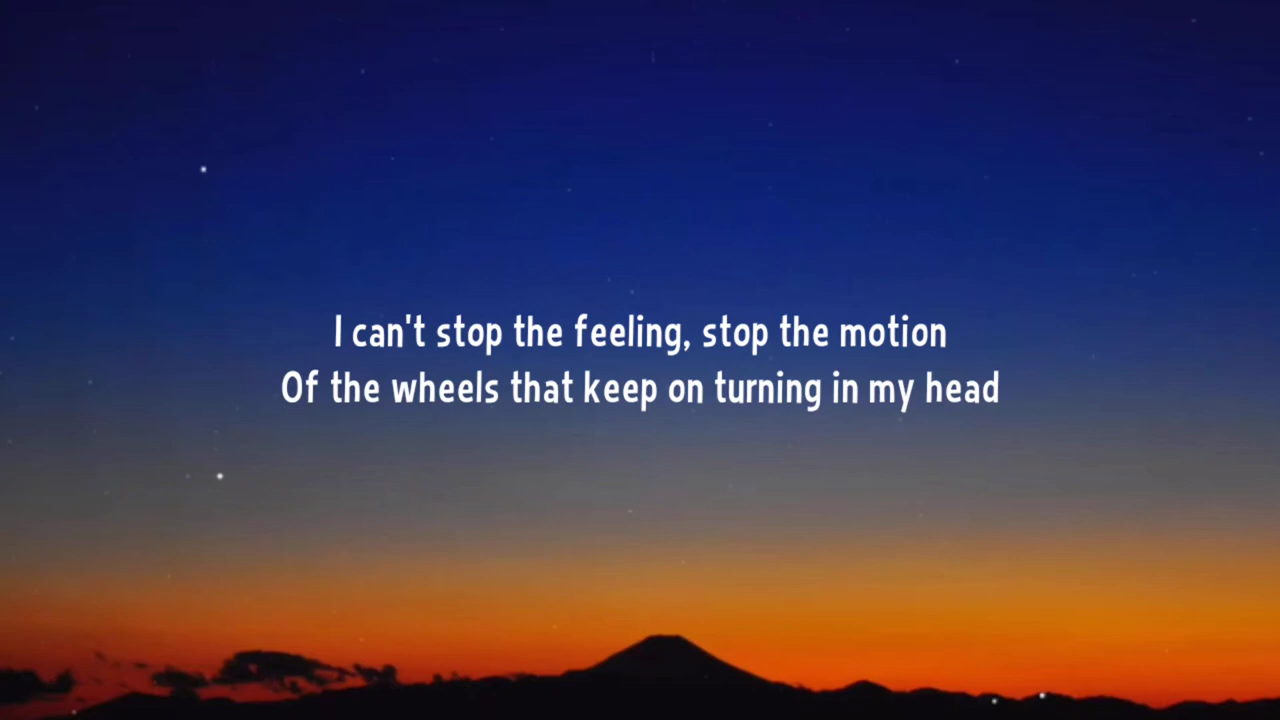 I can't stop the feeling, stop the motion
Of the wheels that keep on turning in my head